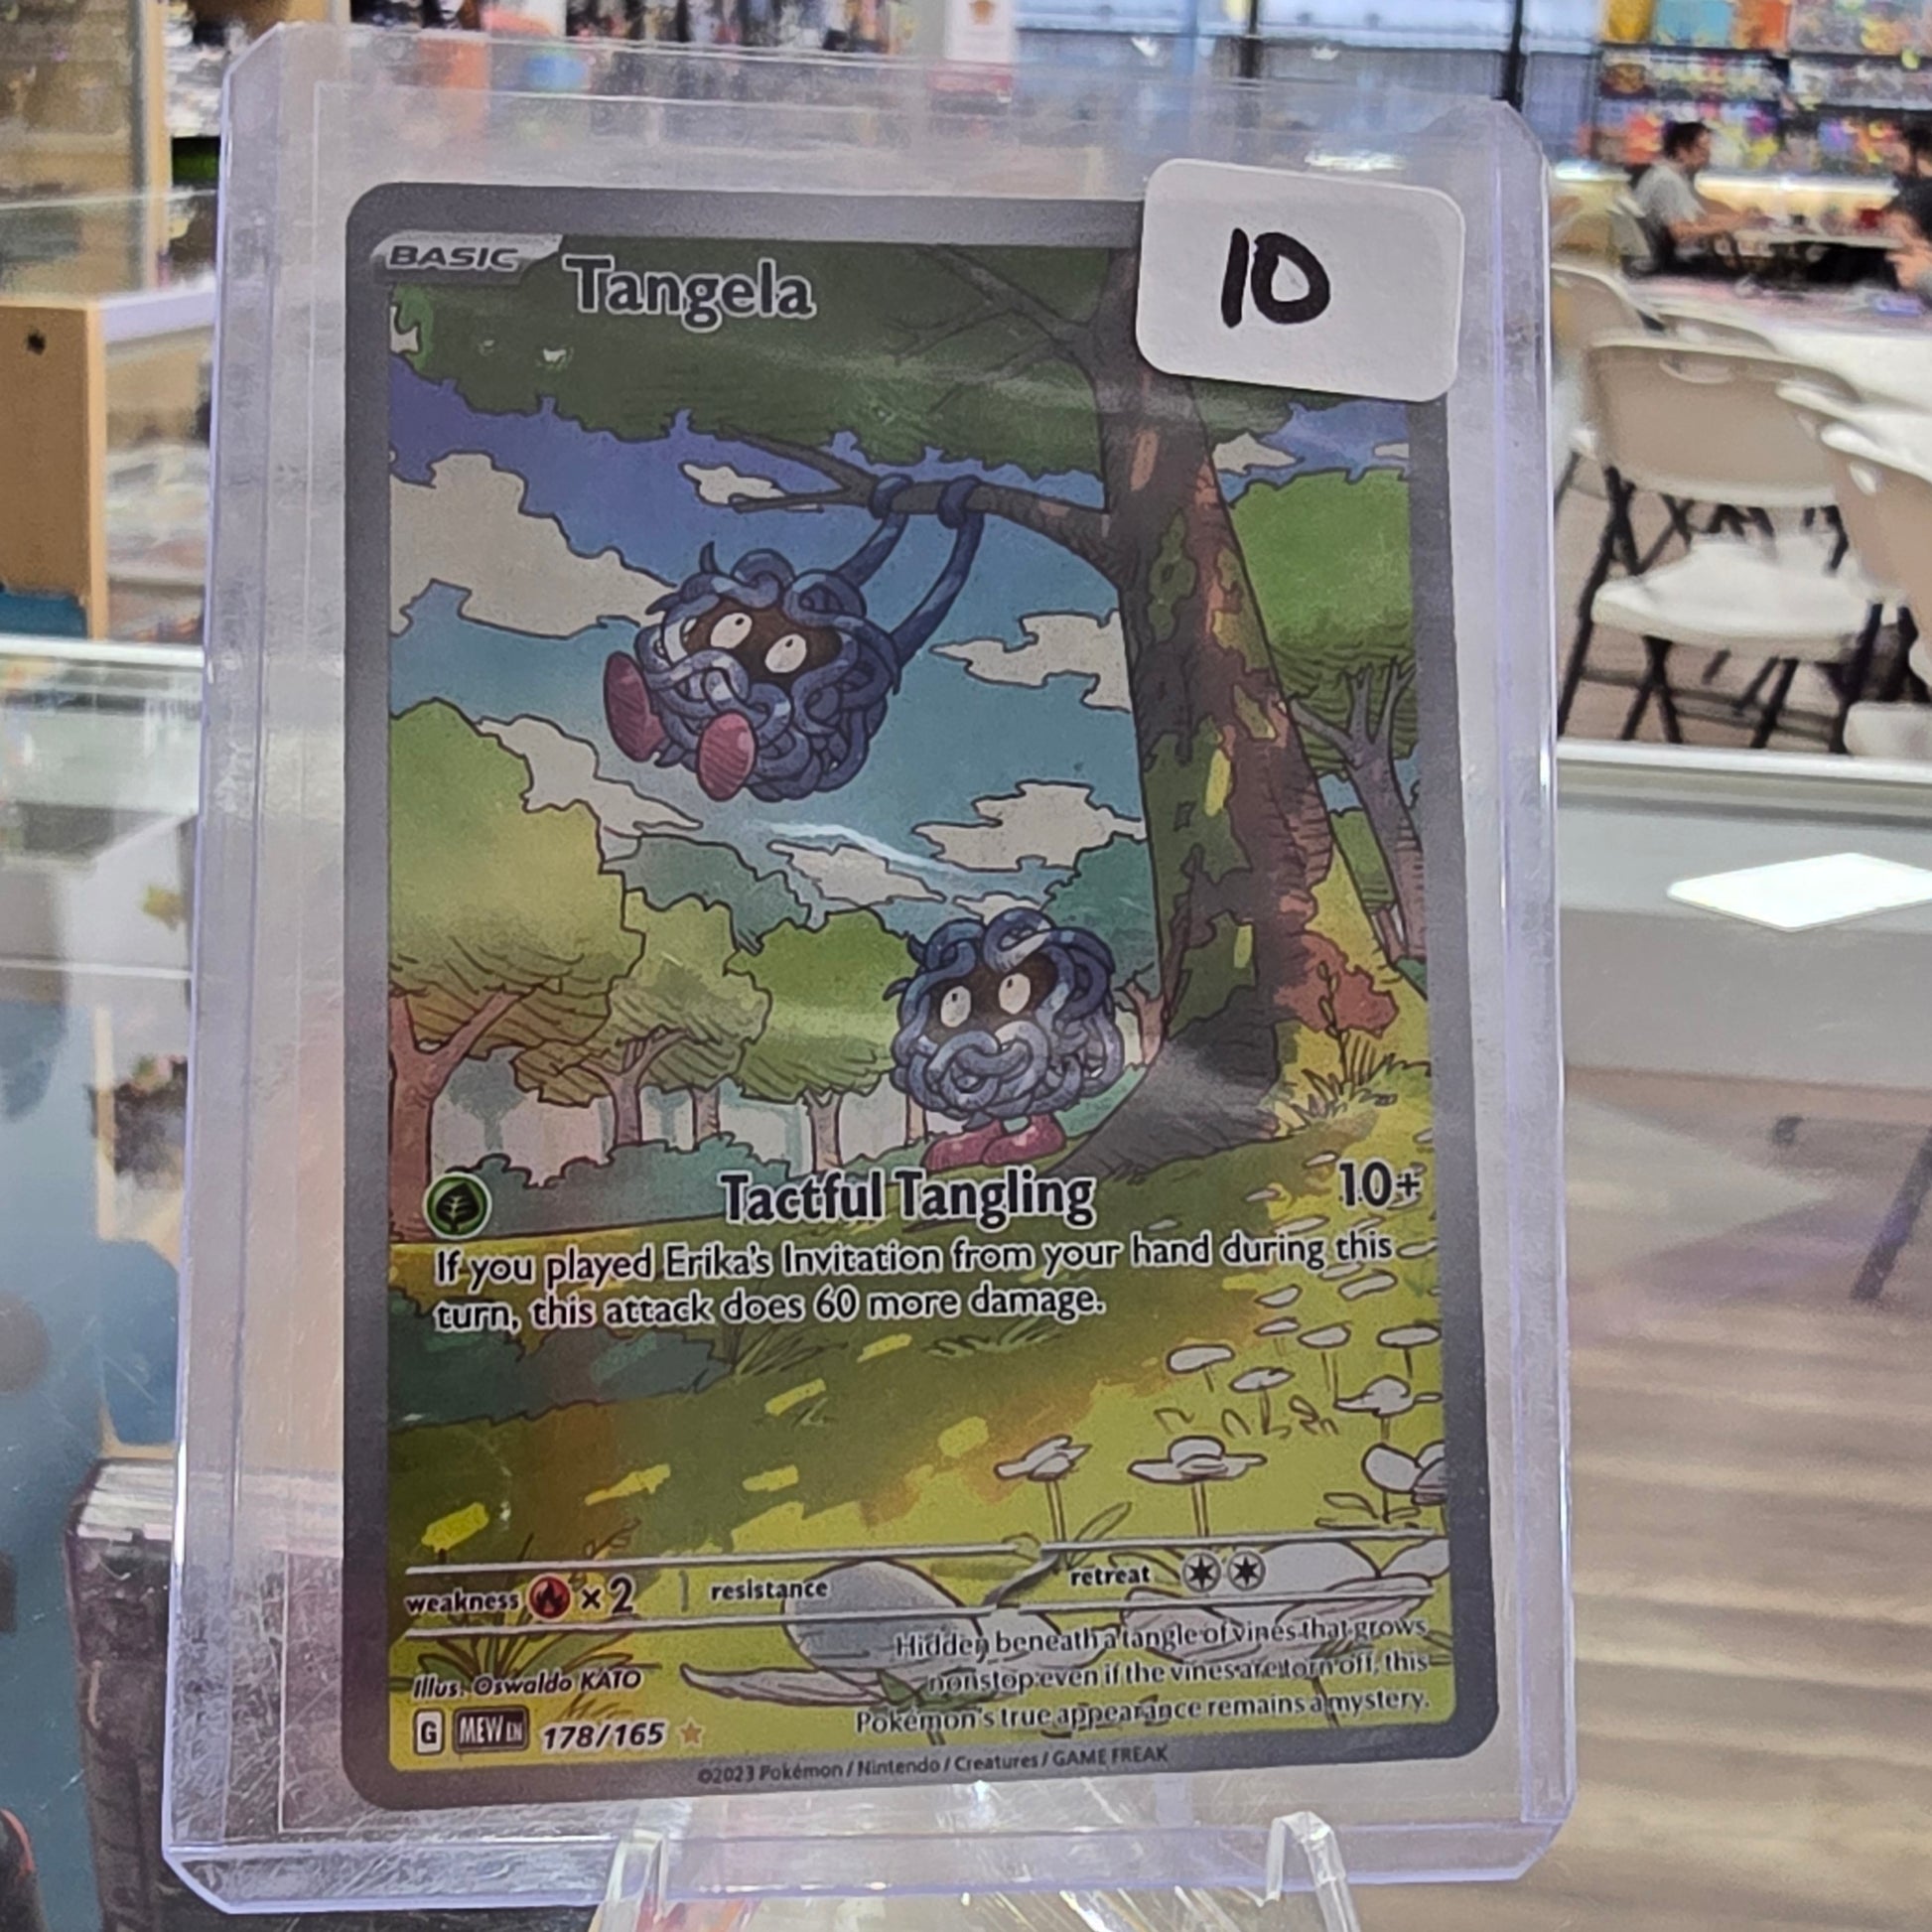 BASIC
Tangela
10
Tactful Tangling 10+
If you played Erika's Invitation from your hand during this
turn, this attack does 60 more damage.
weakness ×2 resistance retreat
Hidden beneath a tangle of vines that grows
nonstop even if the vines are torn off, this
Pokémon's true appearance remains a mystery.
Illus. Oswaldo KATO
G MEW EN 178/165
©2023 Pokémon / Nintendo / Creatures / GAME FREAK